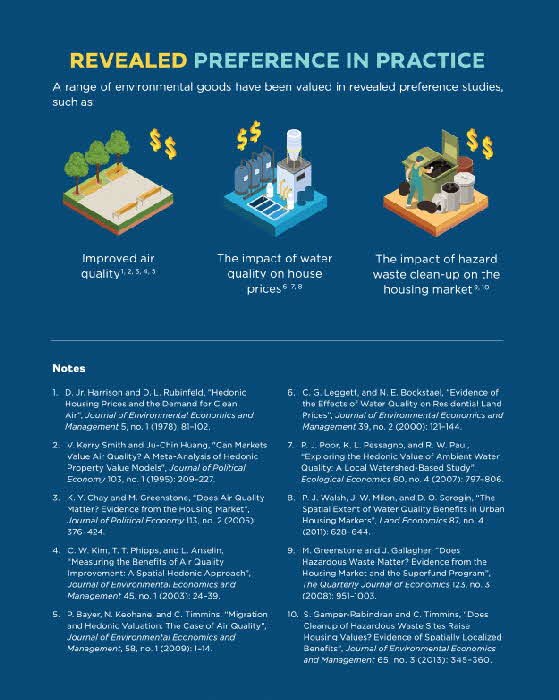 REVEALED PREFERENCE IN PRACTICE
A range of environmental goods have been valued in revealed preference studies,
such as
$$
$$
$$
Improved air
quality1, 2, 3, 4, 5
The impact of water
quality on house
prices6, 7, 8
The impact of hazard
waste clean-up on the
housing market9, 10
Notes
1. D. Jr. Harrison and D. L. Rubinfeld, "Hedonic
Housing Prices and the Demand for Clean
Air", Journal of Environmental Economics and
Management 5, no. 1 (1978): 81–102.
2. V. Kerry Smith and Ju-Chin Huang, "Can Markets
Value Air Quality? A Meta-Analysis of Hedonic
Property Value Models", Journal of Political
Economy 103, no. 1 (1995): 209–227.
3. K. Y. Chay and M. Greenstone, "Does Air Quality
Matter? Evidence from the Housing Market",
Journal of Political Economy 113, no. 2 (2005):
376–424.
4. C. W. Kim, T. T. Phipps, and L. Anselin,
"Measuring the Benefits of Air Quality
Improvement: A Spatial Hedonic Approach",
Journal of Environmental Economics and
Management 45, no. 1 (2003): 24–39.
5. P. Bayer, N. Keohane, and C. Timmins, "Migration
and Hedonic Valuation: The Case of Air Quality",
Journal of Environmental Economics and
Management, 58, no. 1 (2009): 1–14.
6. C. G. Leggett, and N. E. Bockstael, "Evidence of
the Effects of Water Quality on Residential Land
Prices", Journal of Environmental Economics and
Management 39, no. 2 (2000): 121–144.
7. P. J. Poor, K. L. Pessagno, and R. W. Paul,
"Exploring the Hedonic Value of Ambient Water
Quality: A Local Watershed-Based Study",
Ecological Economics 60, no. 4 (2007): 797–806.
8. P. J. Walsh, J. W. Milon, and D. O. Scrogin, "The
Spatial Extent of Water Quality Benefits in Urban
Housing Markets", Land Economics 87, no. 4
(2011): 628–644.
9. M. Greenstone and J. Gallagher, "Does
Hazardous Waste Matter? Evidence from the
Housing Market and the Superfund Program",
The Quarterly Journal of Economics 123, no. 3
(2008): 951–1003.
10. S. Gamper-Rabindran and C. Timmins, "Does
Cleanup of Hazardous Waste Sites Raise
Housing Values? Evidence of Spatially Localized
Benefits", Journal of Environmental Economics
and Management 65, no. 3 (2013): 345–360.